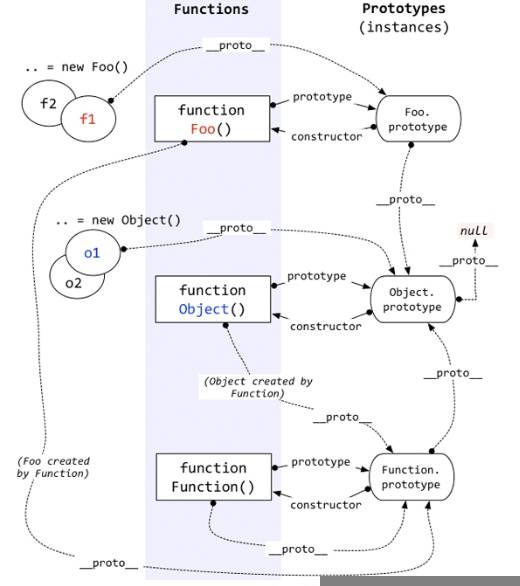 Functions
Prototypes
(instances)
__proto__
.. = new Foo()
f2
f1
function
Foo()
prototype
constructor
Foo.
prototype
__proto__
.. = new Object()
__proto__
null
__proto__
o1
o2
function
Object()
prototype
constructor
Object.
prototype
__proto__
(Object created by
Function)
__proto__
(Foo created
by Function)
function
Function()
prototype
constructor
Function.
prototype
__proto__
__proto__